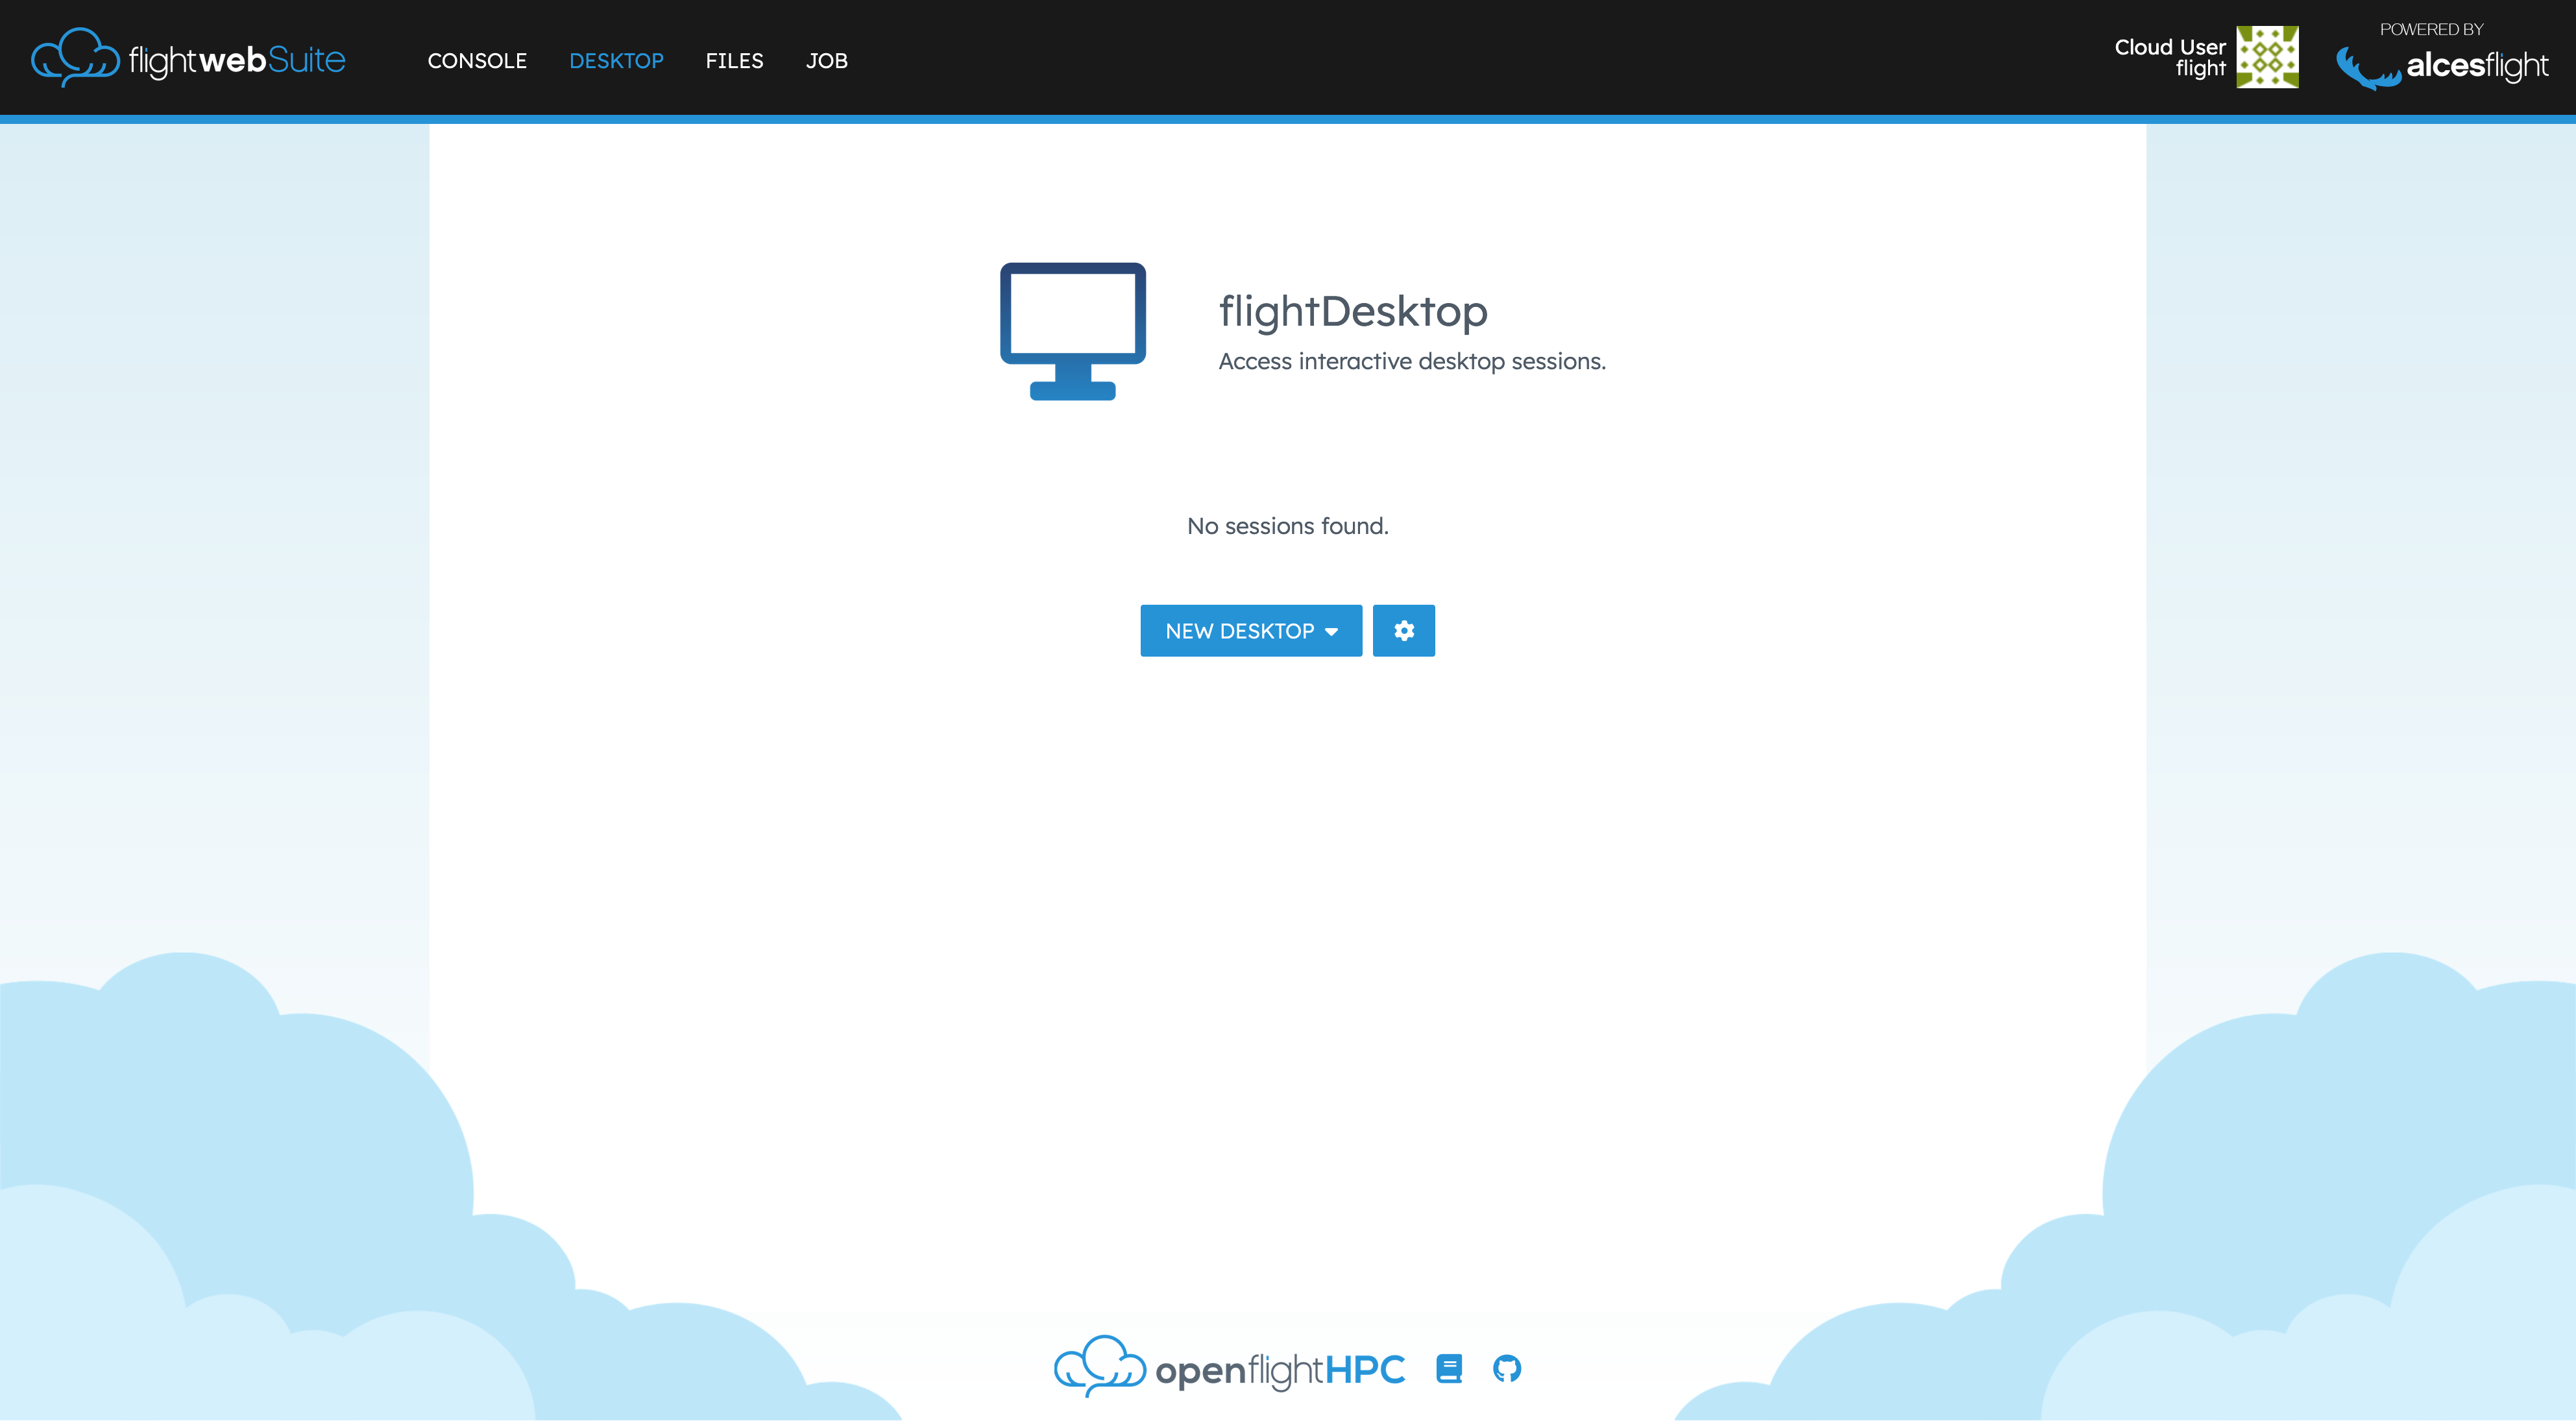 flightwebSuite
CONSOLE
DESKTOP
FILES
JOB
Cloud User
flight
POWERED BY
alcesflight
flightDesktop
Access interactive desktop sessions.
No sessions found.
NEW DESKTOP
openflightHPC